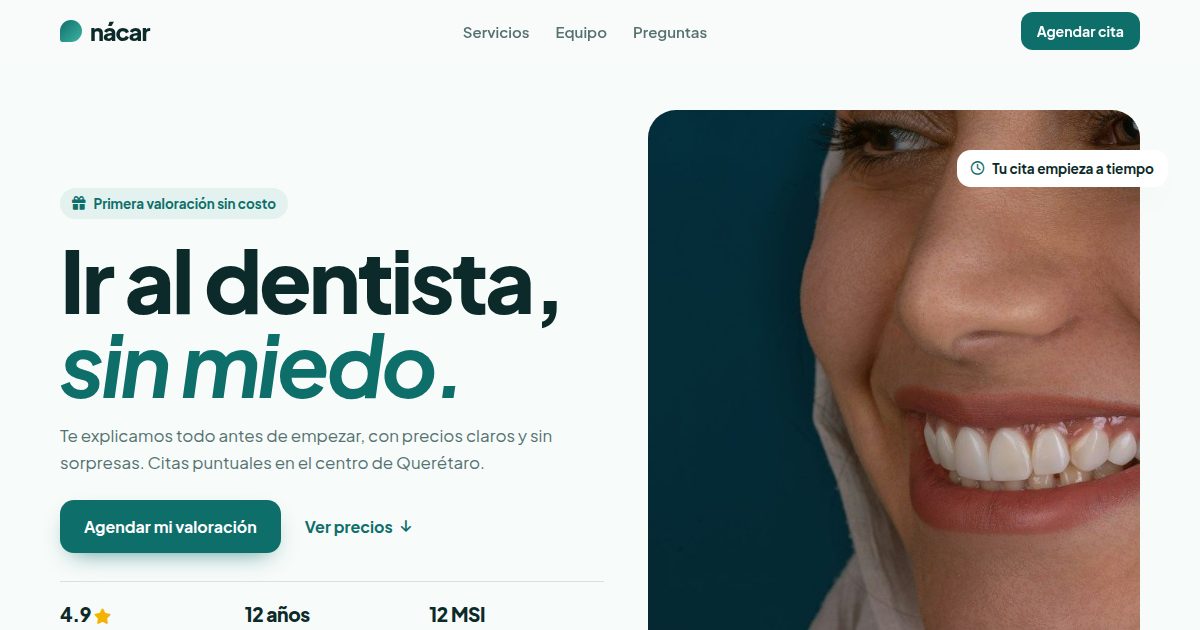 nácar
Servicios
Equipo
Preguntas
Agendar cita
Tu cita empieza a tiempo
Primera valoración sin costo
Ir al dentista,
sin miedo.
Te explicamos todo antes de empezar, con precios claros y sin
sorpresas. Citas puntuales en el centro de Querétaro.
Agendar mi valoración
Ver precios ↓
4.9
12 años
12 MSI